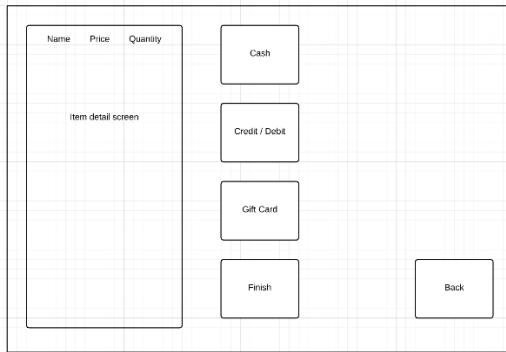 Name Price Quantity
Item detail screen
Cash
Credit / Debit
Gift Card
Finish
Back